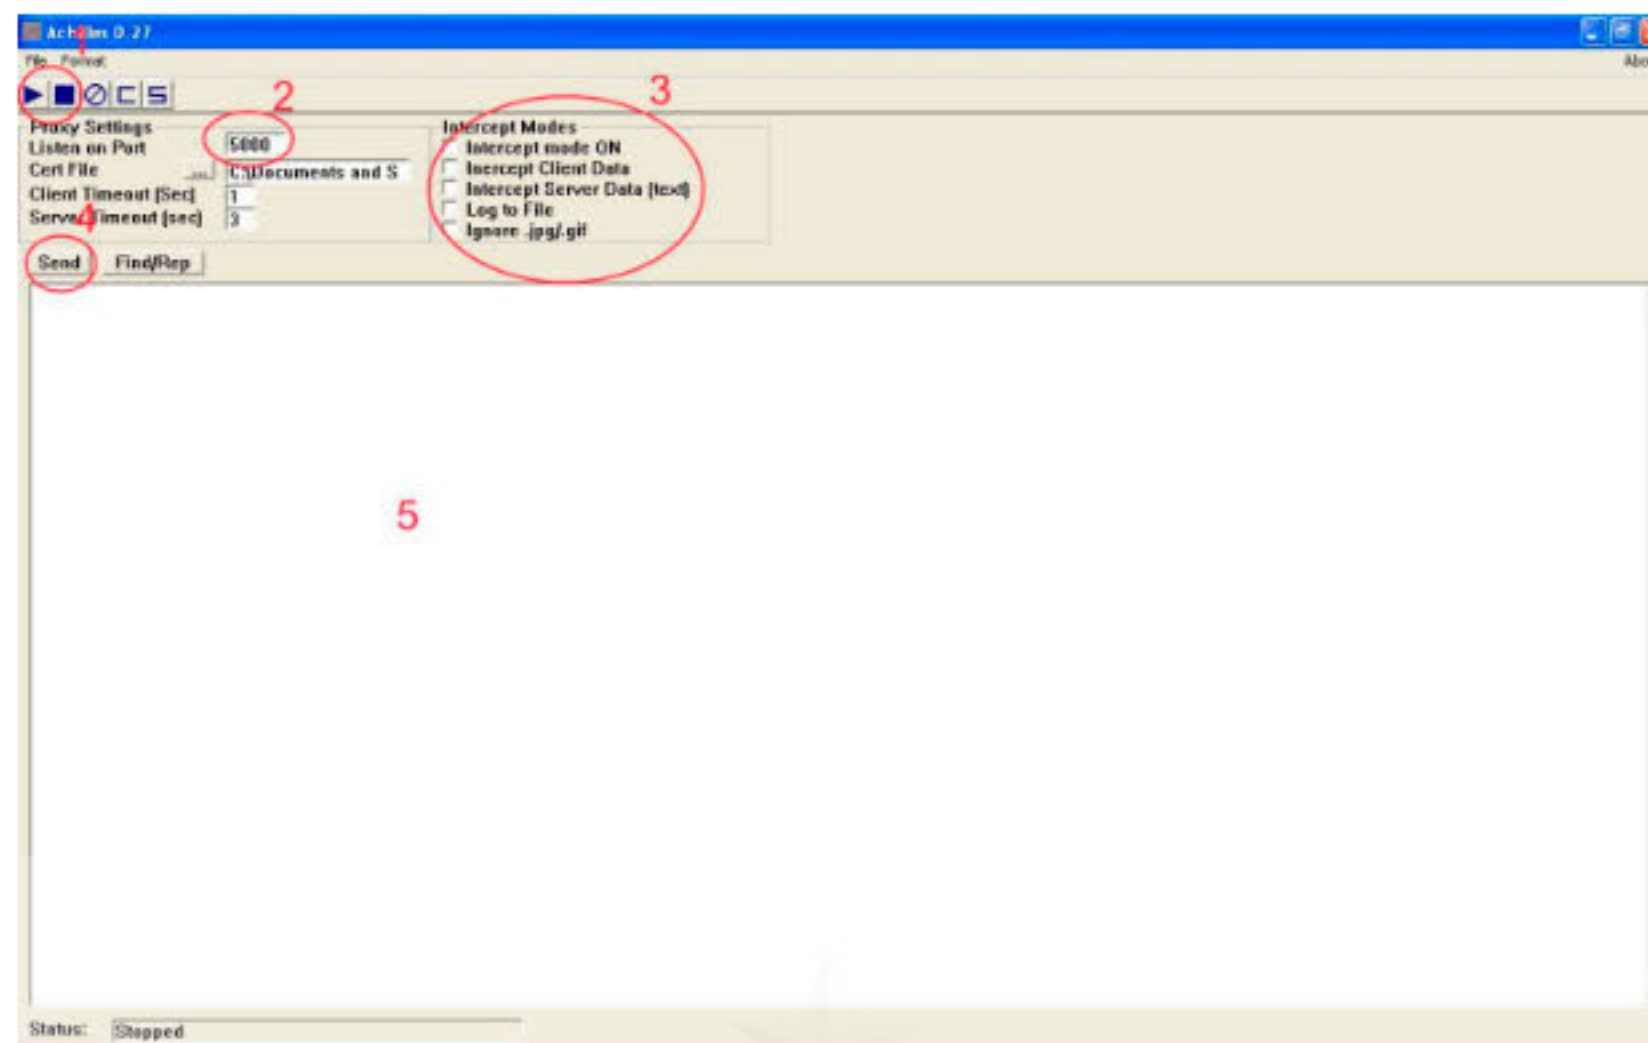 Achilles 0.27
1
File Format
Abo
2
3
Proxy Settings
Listen on Port 5000
Cert File ... C:\Documents and S
Client Timeout (Sec) 1
Server Timeout (sec) 3
Intercept Modes
Intercept mode ON
Inercept Client Data
Intercept Server Data (text)
Log to File
Ignore .jpg/.gif
4
Send Find/Rep
5
Status: Stopped